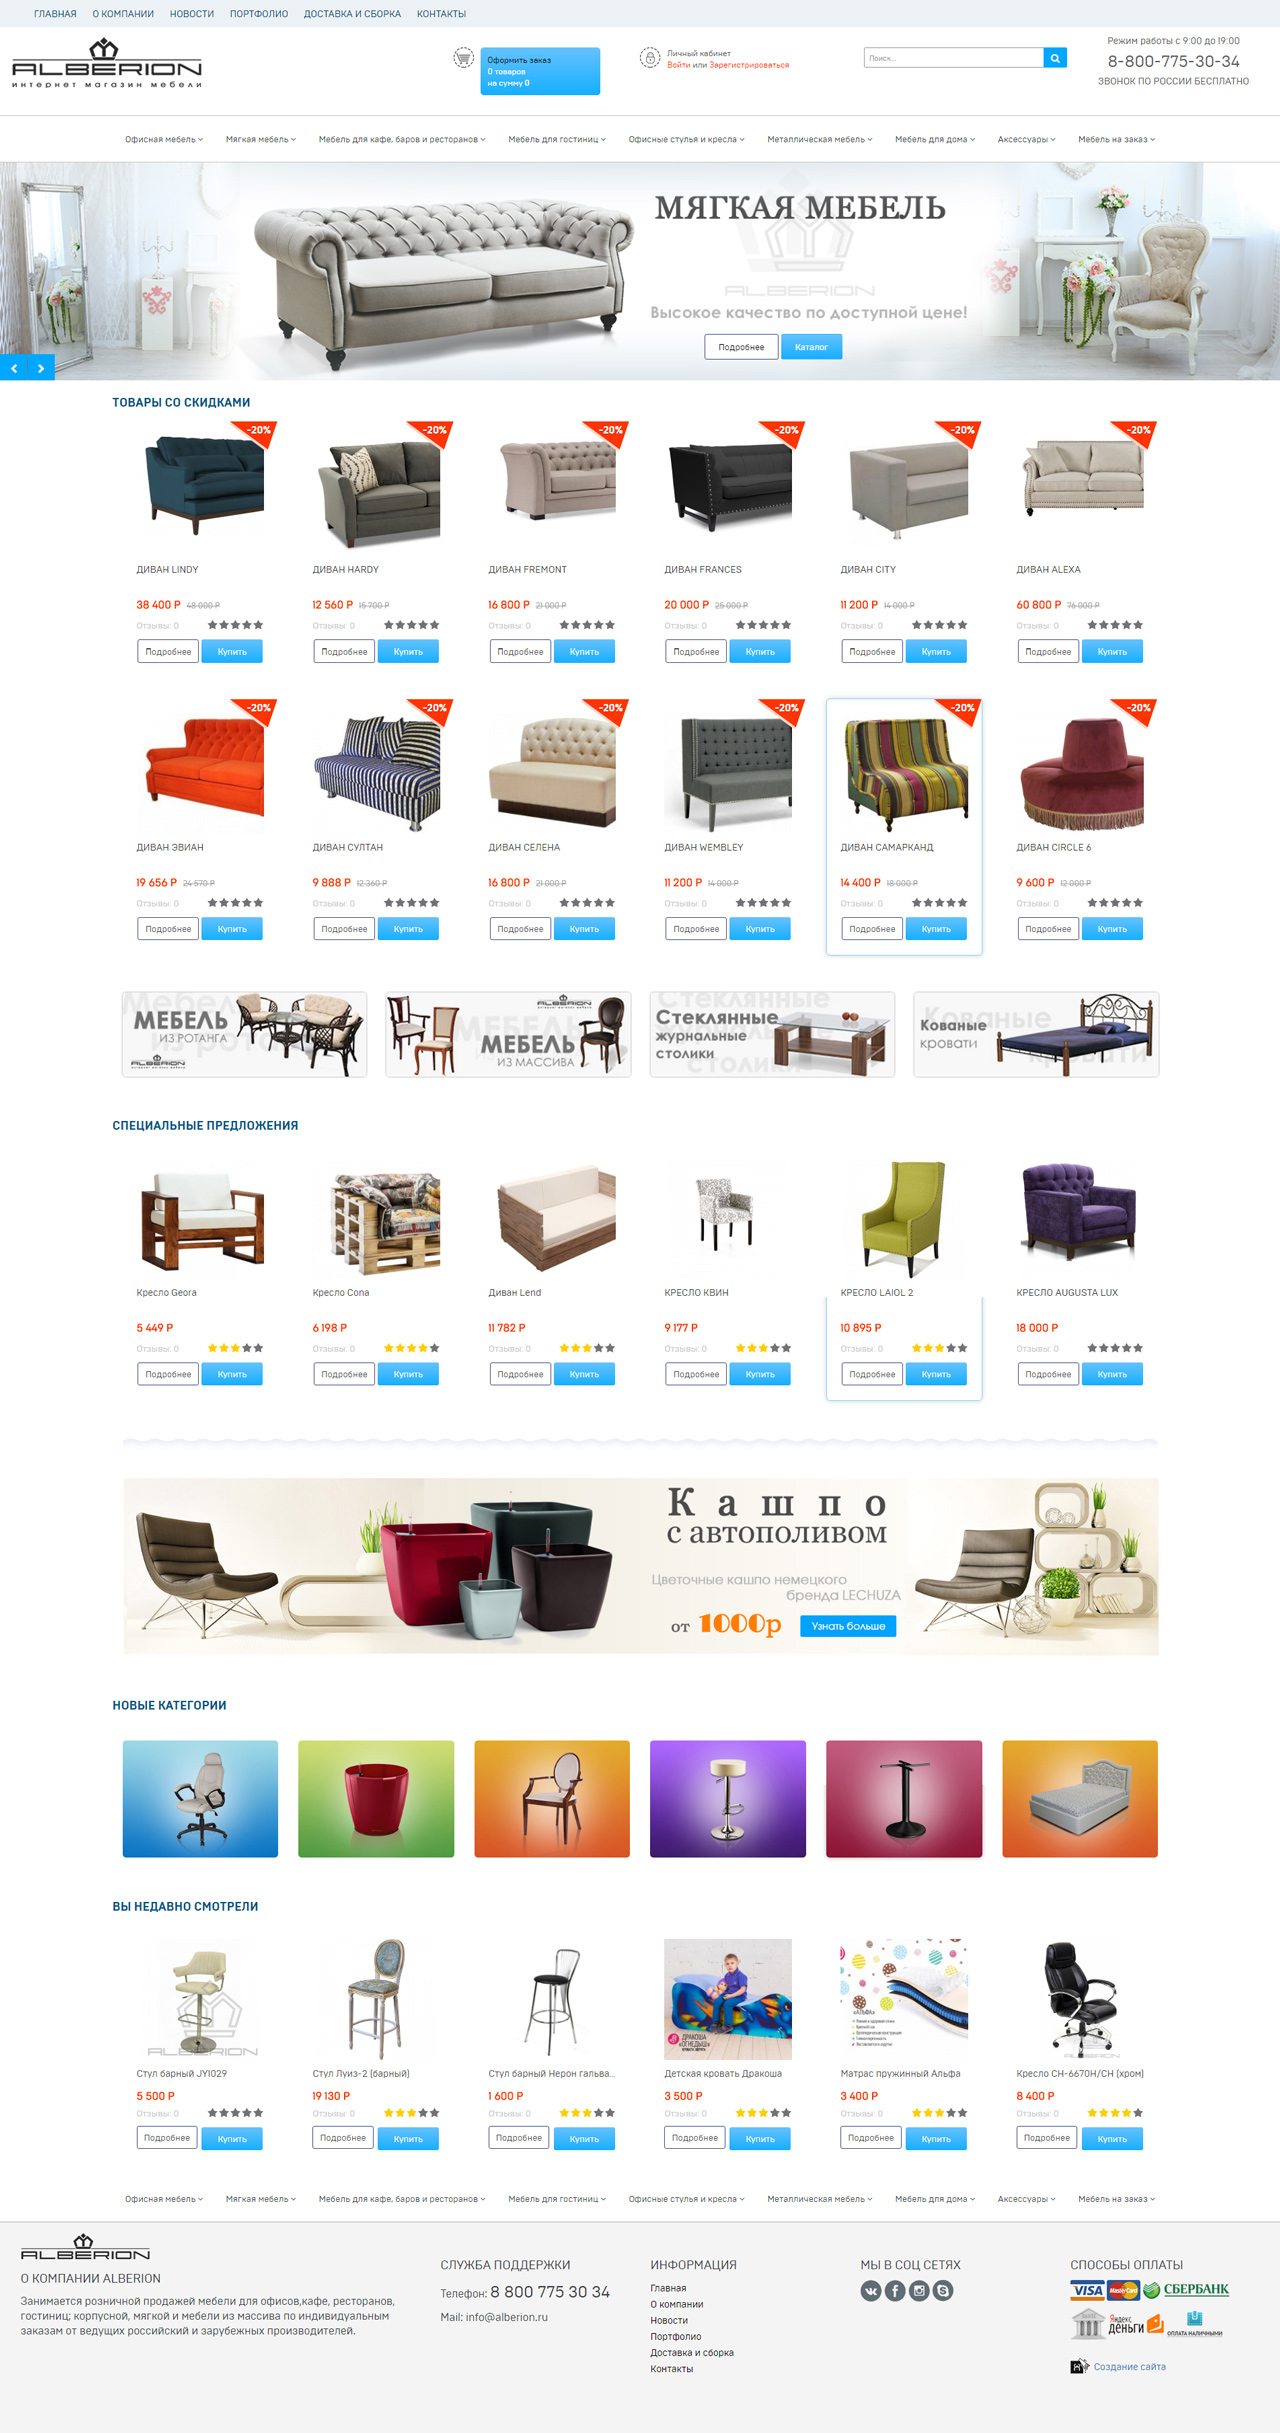 ГЛАВНАЯ О КОМПАНИИ НОВОСТИ ПОРТФОЛИО ДОСТАВКА И СБОРКА КОНТАКТЫ
ALBERION
интернет магазин мебели
Оформить заказ
0 товаров
на сумму 0
Личный кабинет
Войти или Зарегистрироваться
Поиск...
Режим работы с 9:00 до 19:00
8-800-775-30-34
ЗВОНОК ПО РОССИИ БЕСПЛАТНО
Офисная мебель Мягкая мебель Мебель для кафе, баров и ресторанов Мебель для гостиниц Офисные стулья и кресла Металлическая мебель Мебель для дома Аксессуары Мебель на заказ
МЯГКАЯ МЕБЕЛЬ
ALBERION
Высокое качество по доступной цене!
Подробнее Каталог
ТОВАРЫ СО СКИДКАМИ
-20% -20% -20% -20% -20% -20%
ДИВАН LINDY ДИВАН HARDY ДИВАН FREMONT ДИВАН FRANCES ДИВАН CITY ДИВАН ALEXA
38 400 Р 48 000 Р 12 560 Р 15 700 Р 16 800 Р 21 000 Р 20 000 Р 25 000 Р 11 200 Р 14 000 Р 60 800 Р 76 000 Р
Отзывы: 0 Отзывы: 0 Отзывы: 0 Отзывы: 0 Отзывы: 0 Отзывы: 0
Подробнее Купить Подробнее Купить Подробнее Купить Подробнее Купить Подробнее Купить Подробнее Купить
-20% -20% -20% -20% -20% -20%
ДИВАН ЭВИАН ДИВАН СУЛТАН ДИВАН СЕЛЕНА ДИВАН WEMBLEY ДИВАН САМАРКАНД ДИВАН CIRCLE 6
19 656 Р 24 570 Р 9 888 Р 12 360 Р 16 800 Р 21 000 Р 11 200 Р 14 000 Р 14 400 Р 18 000 Р 9 600 Р 12 000 Р
Отзывы: 0 Отзывы: 0 Отзывы: 0 Отзывы: 0 Отзывы: 0 Отзывы: 0
Подробнее Купить Подробнее Купить Подробнее Купить Подробнее Купить Подробнее Купить Подробнее Купить
МЕБЕЛЬ
ИЗ РОТАНГА
ALBERION
ALBERION
МЕБЕЛЬ
ИЗ МАССИВА
Стеклянные
журнальные
столики
Кованые
кровати
СПЕЦИАЛЬНЫЕ ПРЕДЛОЖЕНИЯ
Кресло Geora Кресло Cona Диван Lend КРЕСЛО КВИН КРЕСЛО LAIOL 2 КРЕСЛО AUGUSTA LUX
5 449 Р 6 198 Р 11 782 Р 9 177 Р 10 895 Р 18 000 Р
Отзывы: 0 Отзывы: 0 Отзывы: 0 Отзывы: 0 Отзывы: 0 Отзывы: 0
Подробнее Купить Подробнее Купить Подробнее Купить Подробнее Купить Подробнее Купить Подробнее Купить
Кашпо
с автополивом
Цветочные кашпо немецкого
бренда LECHUZA
от 1000р Узнать больше
НОВЫЕ КАТЕГОРИИ
ВЫ НЕДАВНО СМОТРЕЛИ
ALBERION
ДРАКОША
«ОГНЕДЫШ»
«АЛЬФА»
Стул барный JY1029 Стул Луиз-2 (барный) Стул барный Нерон гальва... Детская кровать Дракоша Матрас пружинный Альфа Кресло CH-6670H/CH (хром)
5 500 Р 19 130 Р 1 600 Р 3 500 Р 3 400 Р 8 400 Р
Отзывы: 0 Отзывы: 0 Отзывы: 0 Отзывы: 0 Отзывы: 0 Отзывы: 0
Подробнее Купить Подробнее Купить Подробнее Купить Подробнее Купить Подробнее Купить Подробнее Купить
Офисная мебель Мягкая мебель Мебель для кафе, баров и ресторанов Мебель для гостиниц Офисные стулья и кресла Металлическая мебель Мебель для дома Аксессуары Мебель на заказ
ALBERION
О КОМПАНИИ ALBERION
Занимается розничной продажей мебели для офисов,кафе, ресторанов,
гостиниц; корпусной, мягкой и мебели из массива по индивидуальным
заказам от ведущих российский и зарубежных производителей.
СЛУЖБА ПОДДЕРЖКИ
Телефон: 8 800 775 30 34
Mail: info@alberion.ru
ИНФОРМАЦИЯ
Главная
О компании
Новости
Портфолио
Доставка и сборка
Контакты
МЫ В СОЦ СЕТЯХ
СПОСОБЫ ОПЛАТЫ
VISA MasterCard СБЕРБАНК
Яндекс
деньги
ОПЛАТА НАЛИЧНЫМИ
Создание сайта